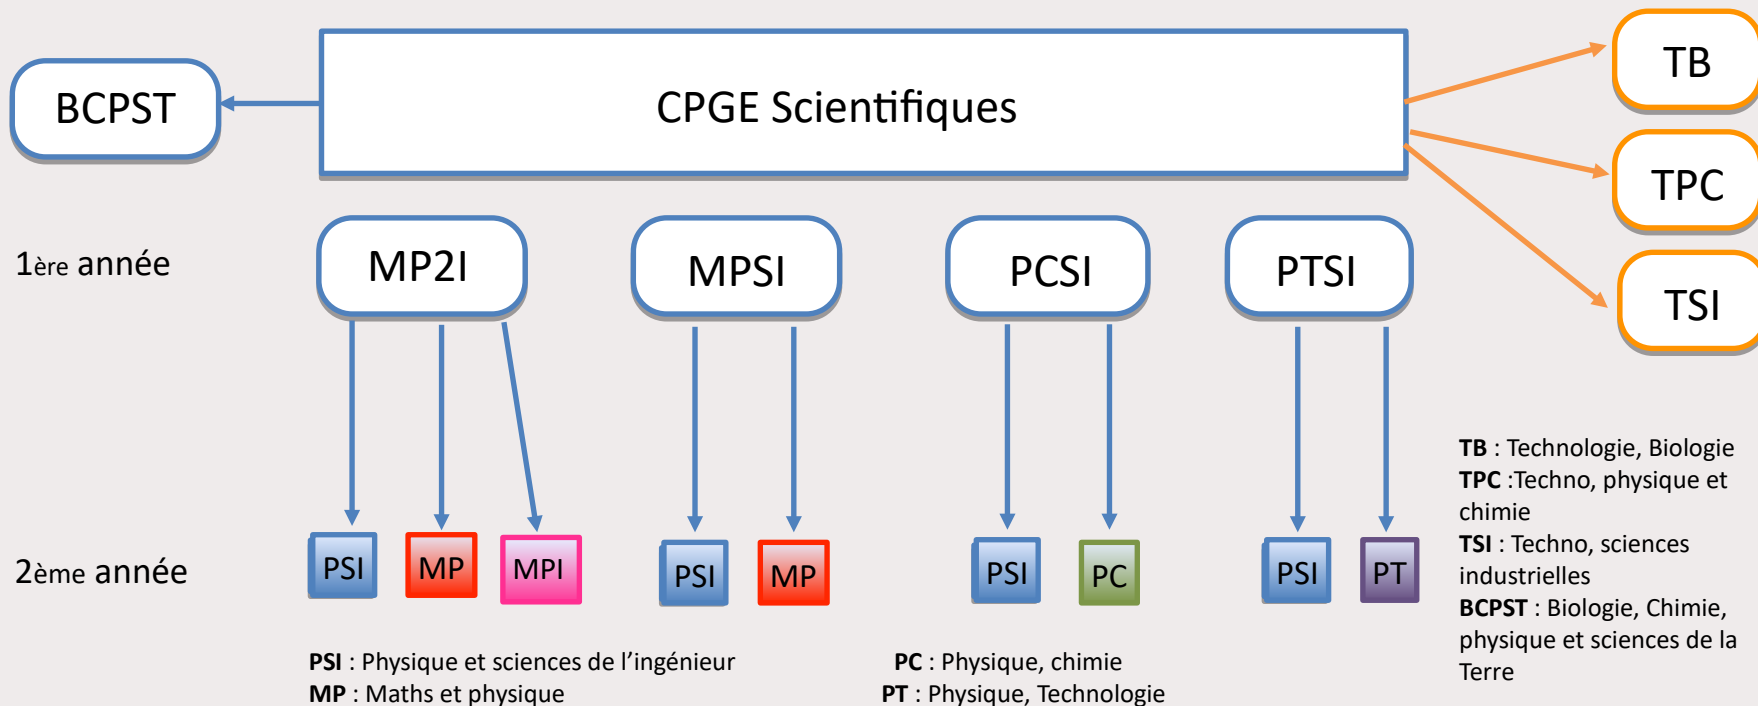 CPGE Scientifiques
BCPST
TB
TPC
TSI
1ère année
MP2I
MPSI
PCSI
PTSI
2ème année
PSI
MP
MPI
PSI
MP
PSI
PC
PSI
PT
TB : Technologie, Biologie
TPC :Techno, physique et
chimie
TSI : Techno, sciences
industrielles
BCPST : Biologie, Chimie,
physique et sciences de la
Terre
PSI : Physique et sciences de l’ingénieur
MP : Maths et physique
PC : Physique, chimie
PT : Physique, Technologie